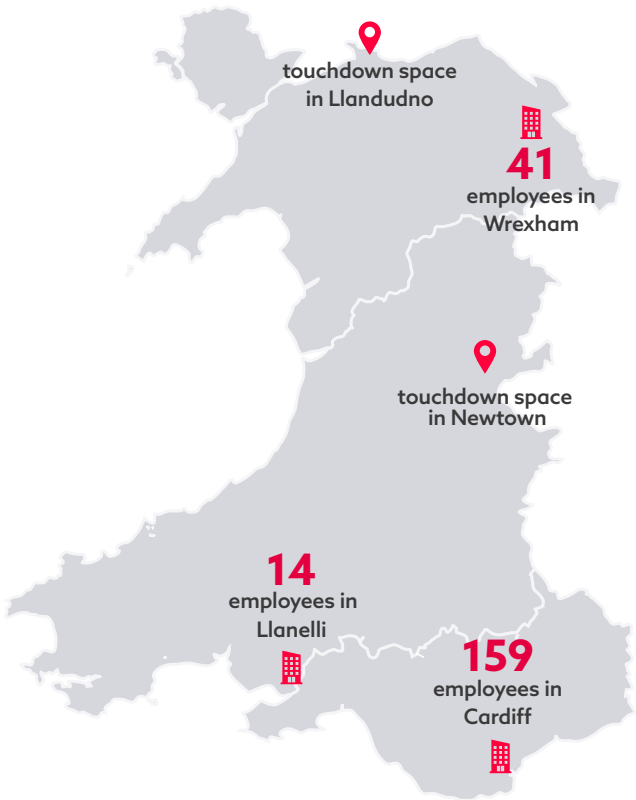 touchdown space
in Llandudno
41
employees in
Wrexham
touchdown space
in Newtown
14
employees in
Llanelli
159
employees in
Cardiff